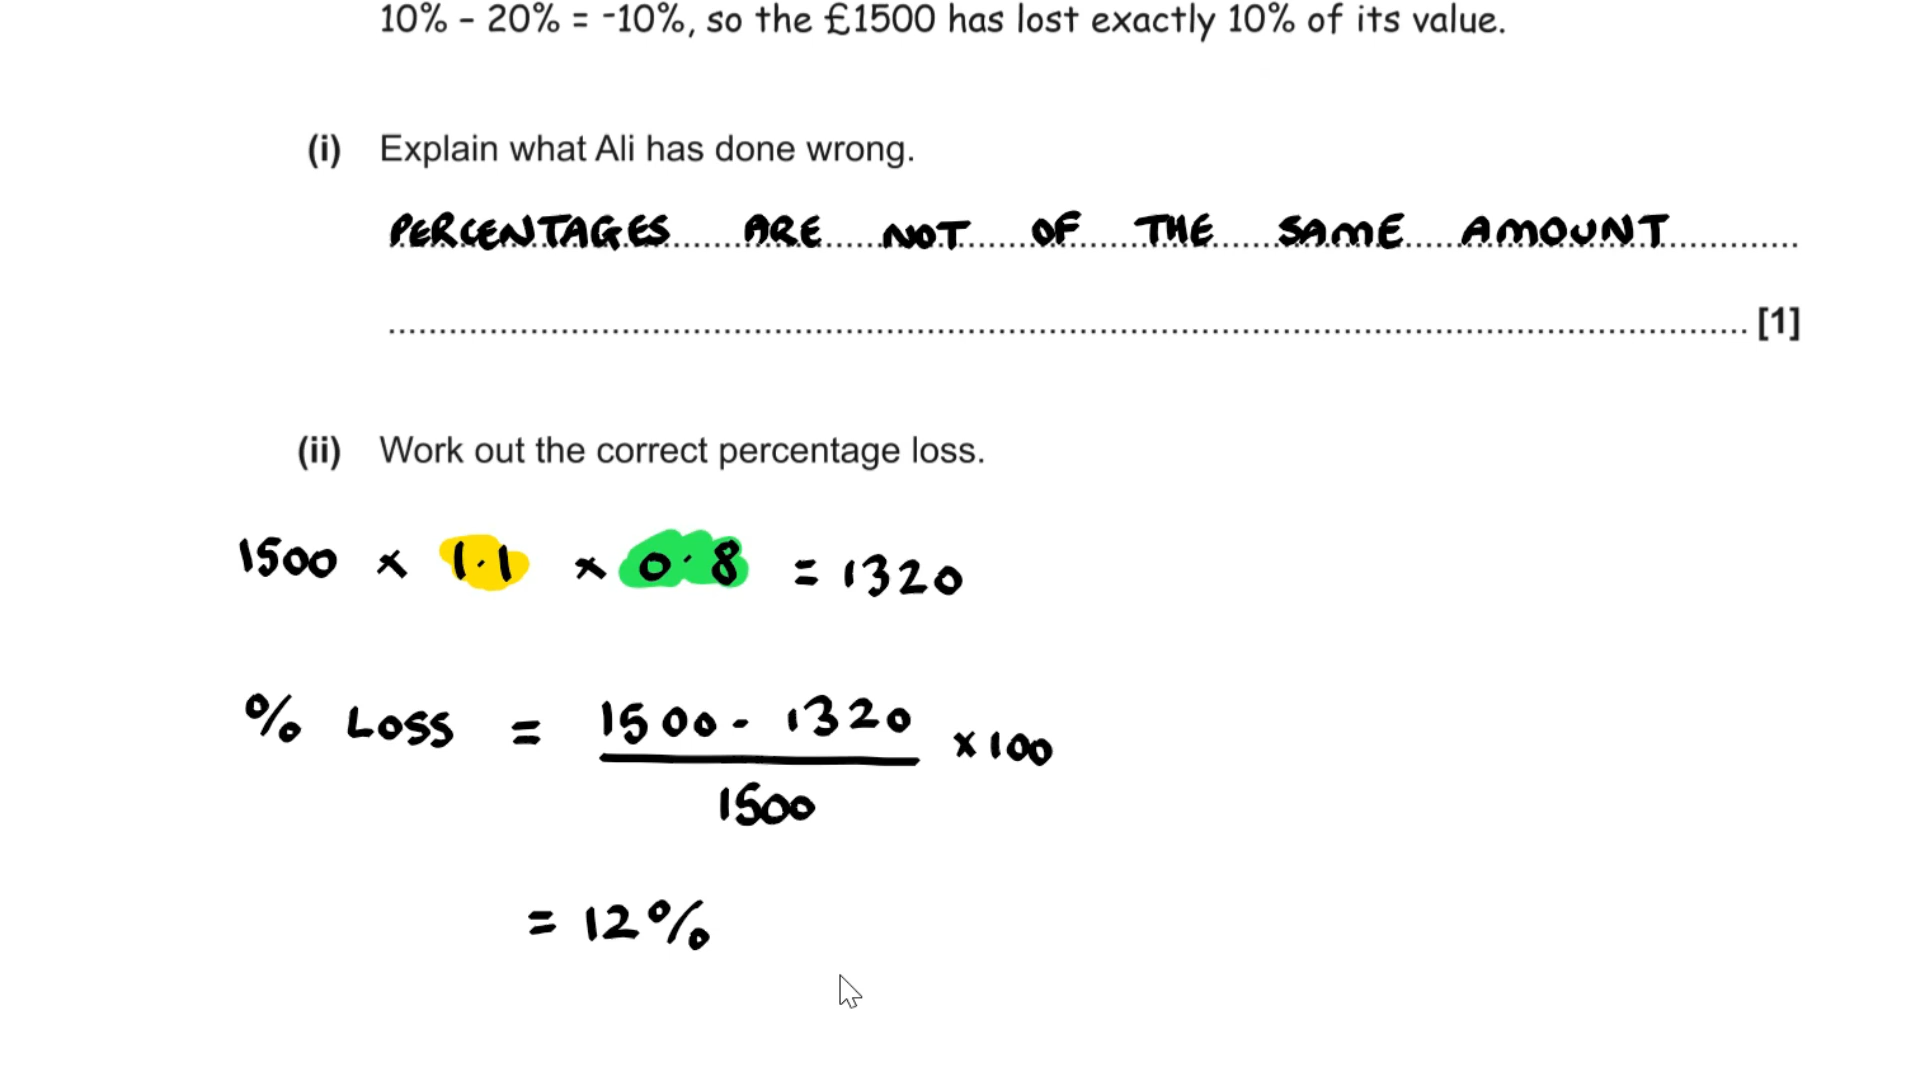 10% – 20% = -10%, so the £1500 has lost exactly 10% of its value.
(i) Explain what Ali has done wrong.
PERCENTAGES ARE NOT OF THE SAME AMOUNT
[1]
(ii) Work out the correct percentage loss.
1500 × 1.1 × 0.8 = 1320
% LOSS = 1500 - 1320
× 100
1500
= 12%